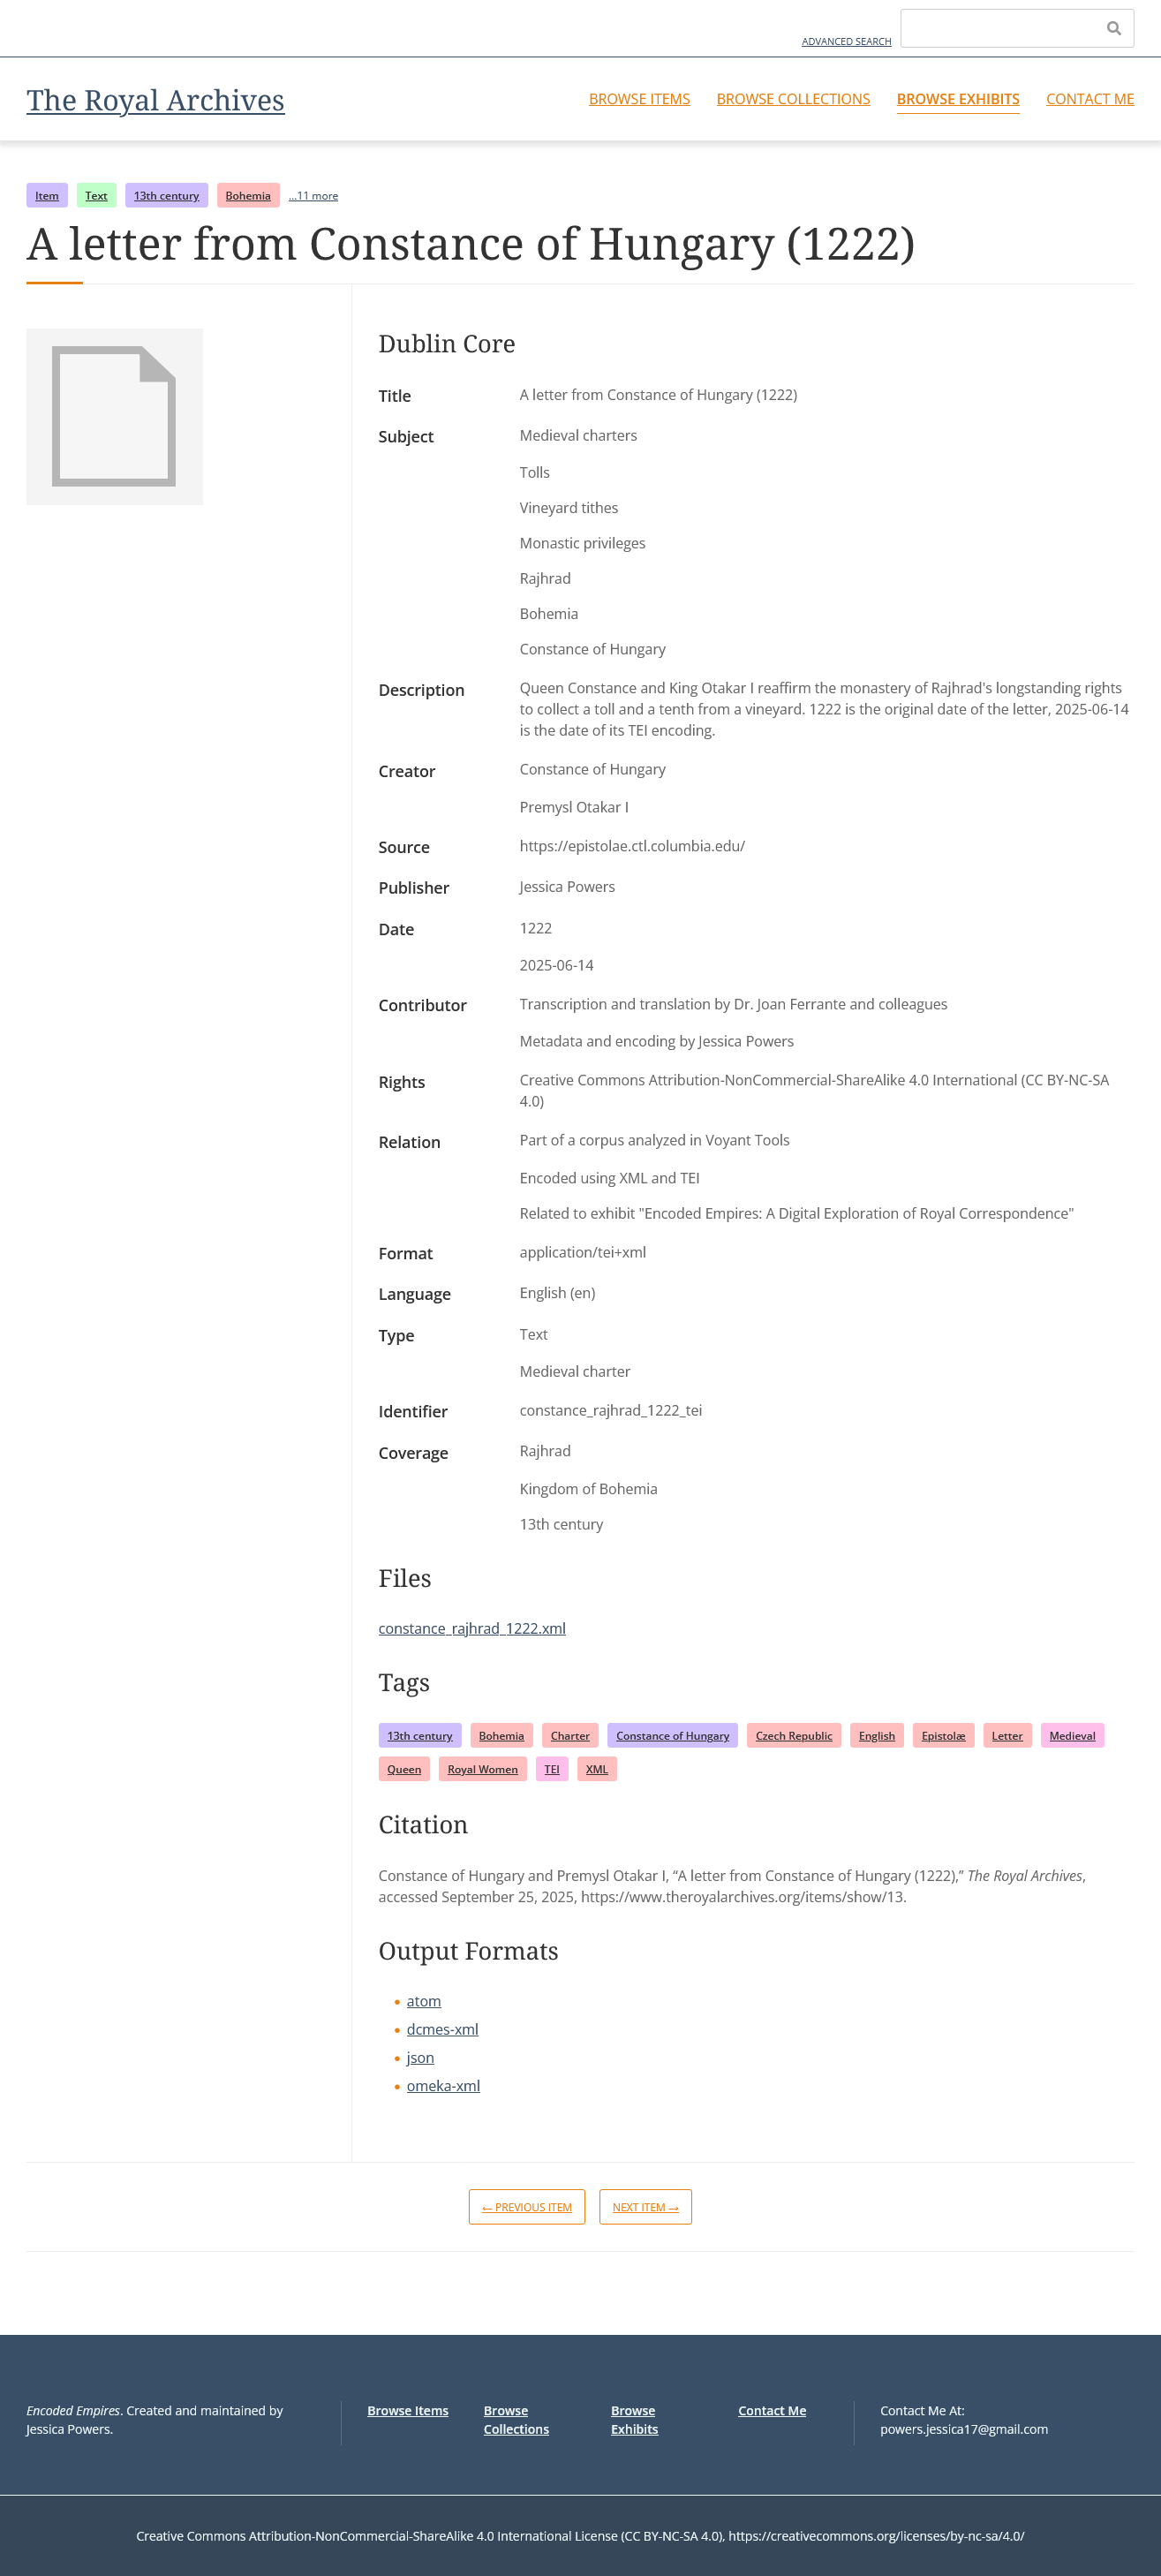 ADVANCED SEARCH
The Royal Archives
BROWSE ITEMS BROWSE COLLECTIONS BROWSE EXHIBITS CONTACT ME
Item Text 13th century Bohemia ...11 more
A letter from Constance of Hungary (1222)
Dublin Core
Title A letter from Constance of Hungary (1222)
Subject Medieval charters
Tolls
Vineyard tithes
Monastic privileges
Rajhrad
Bohemia
Constance of Hungary
Description Queen Constance and King Otakar I reaffirm the monastery of Rajhrad's longstanding rights
to collect a toll and a tenth from a vineyard. 1222 is the original date of the letter, 2025-06-14
is the date of its TEI encoding.
Creator Constance of Hungary
Premysl Otakar I
Source https://epistolae.ctl.columbia.edu/
Publisher Jessica Powers
Date 1222
2025-06-14
Contributor Transcription and translation by Dr. Joan Ferrante and colleagues
Metadata and encoding by Jessica Powers
Rights Creative Commons Attribution-NonCommercial-ShareAlike 4.0 International (CC BY-NC-SA
4.0)
Relation Part of a corpus analyzed in Voyant Tools
Encoded using XML and TEI
Related to exhibit "Encoded Empires: A Digital Exploration of Royal Correspondence"
Format application/tei+xml
Language English (en)
Type Text
Medieval charter
Identifier constance_rajhrad_1222_tei
Coverage Rajhrad
Kingdom of Bohemia
13th century
Files
constance_rajhrad_1222.xml
Tags
13th century Bohemia Charter Constance of Hungary Czech Republic English Epistolæ Letter Medieval
Queen Royal Women TEI XML
Citation
Constance of Hungary and Premysl Otakar I, “A letter from Constance of Hungary (1222),” The Royal Archives,
accessed September 25, 2025, https://www.theroyalarchives.org/items/show/13.
Output Formats
atom
dcmes-xml
json
omeka-xml
← PREVIOUS ITEM NEXT ITEM →
Encoded Empires. Created and maintained by
Jessica Powers.
Browse Items
Browse
Collections
Browse
Exhibits
Contact Me
Contact Me At:
powers.jessica17@gmail.com
Creative Commons Attribution-NonCommercial-ShareAlike 4.0 International License (CC BY-NC-SA 4.0), https://creativecommons.org/licenses/by-nc-sa/4.0/